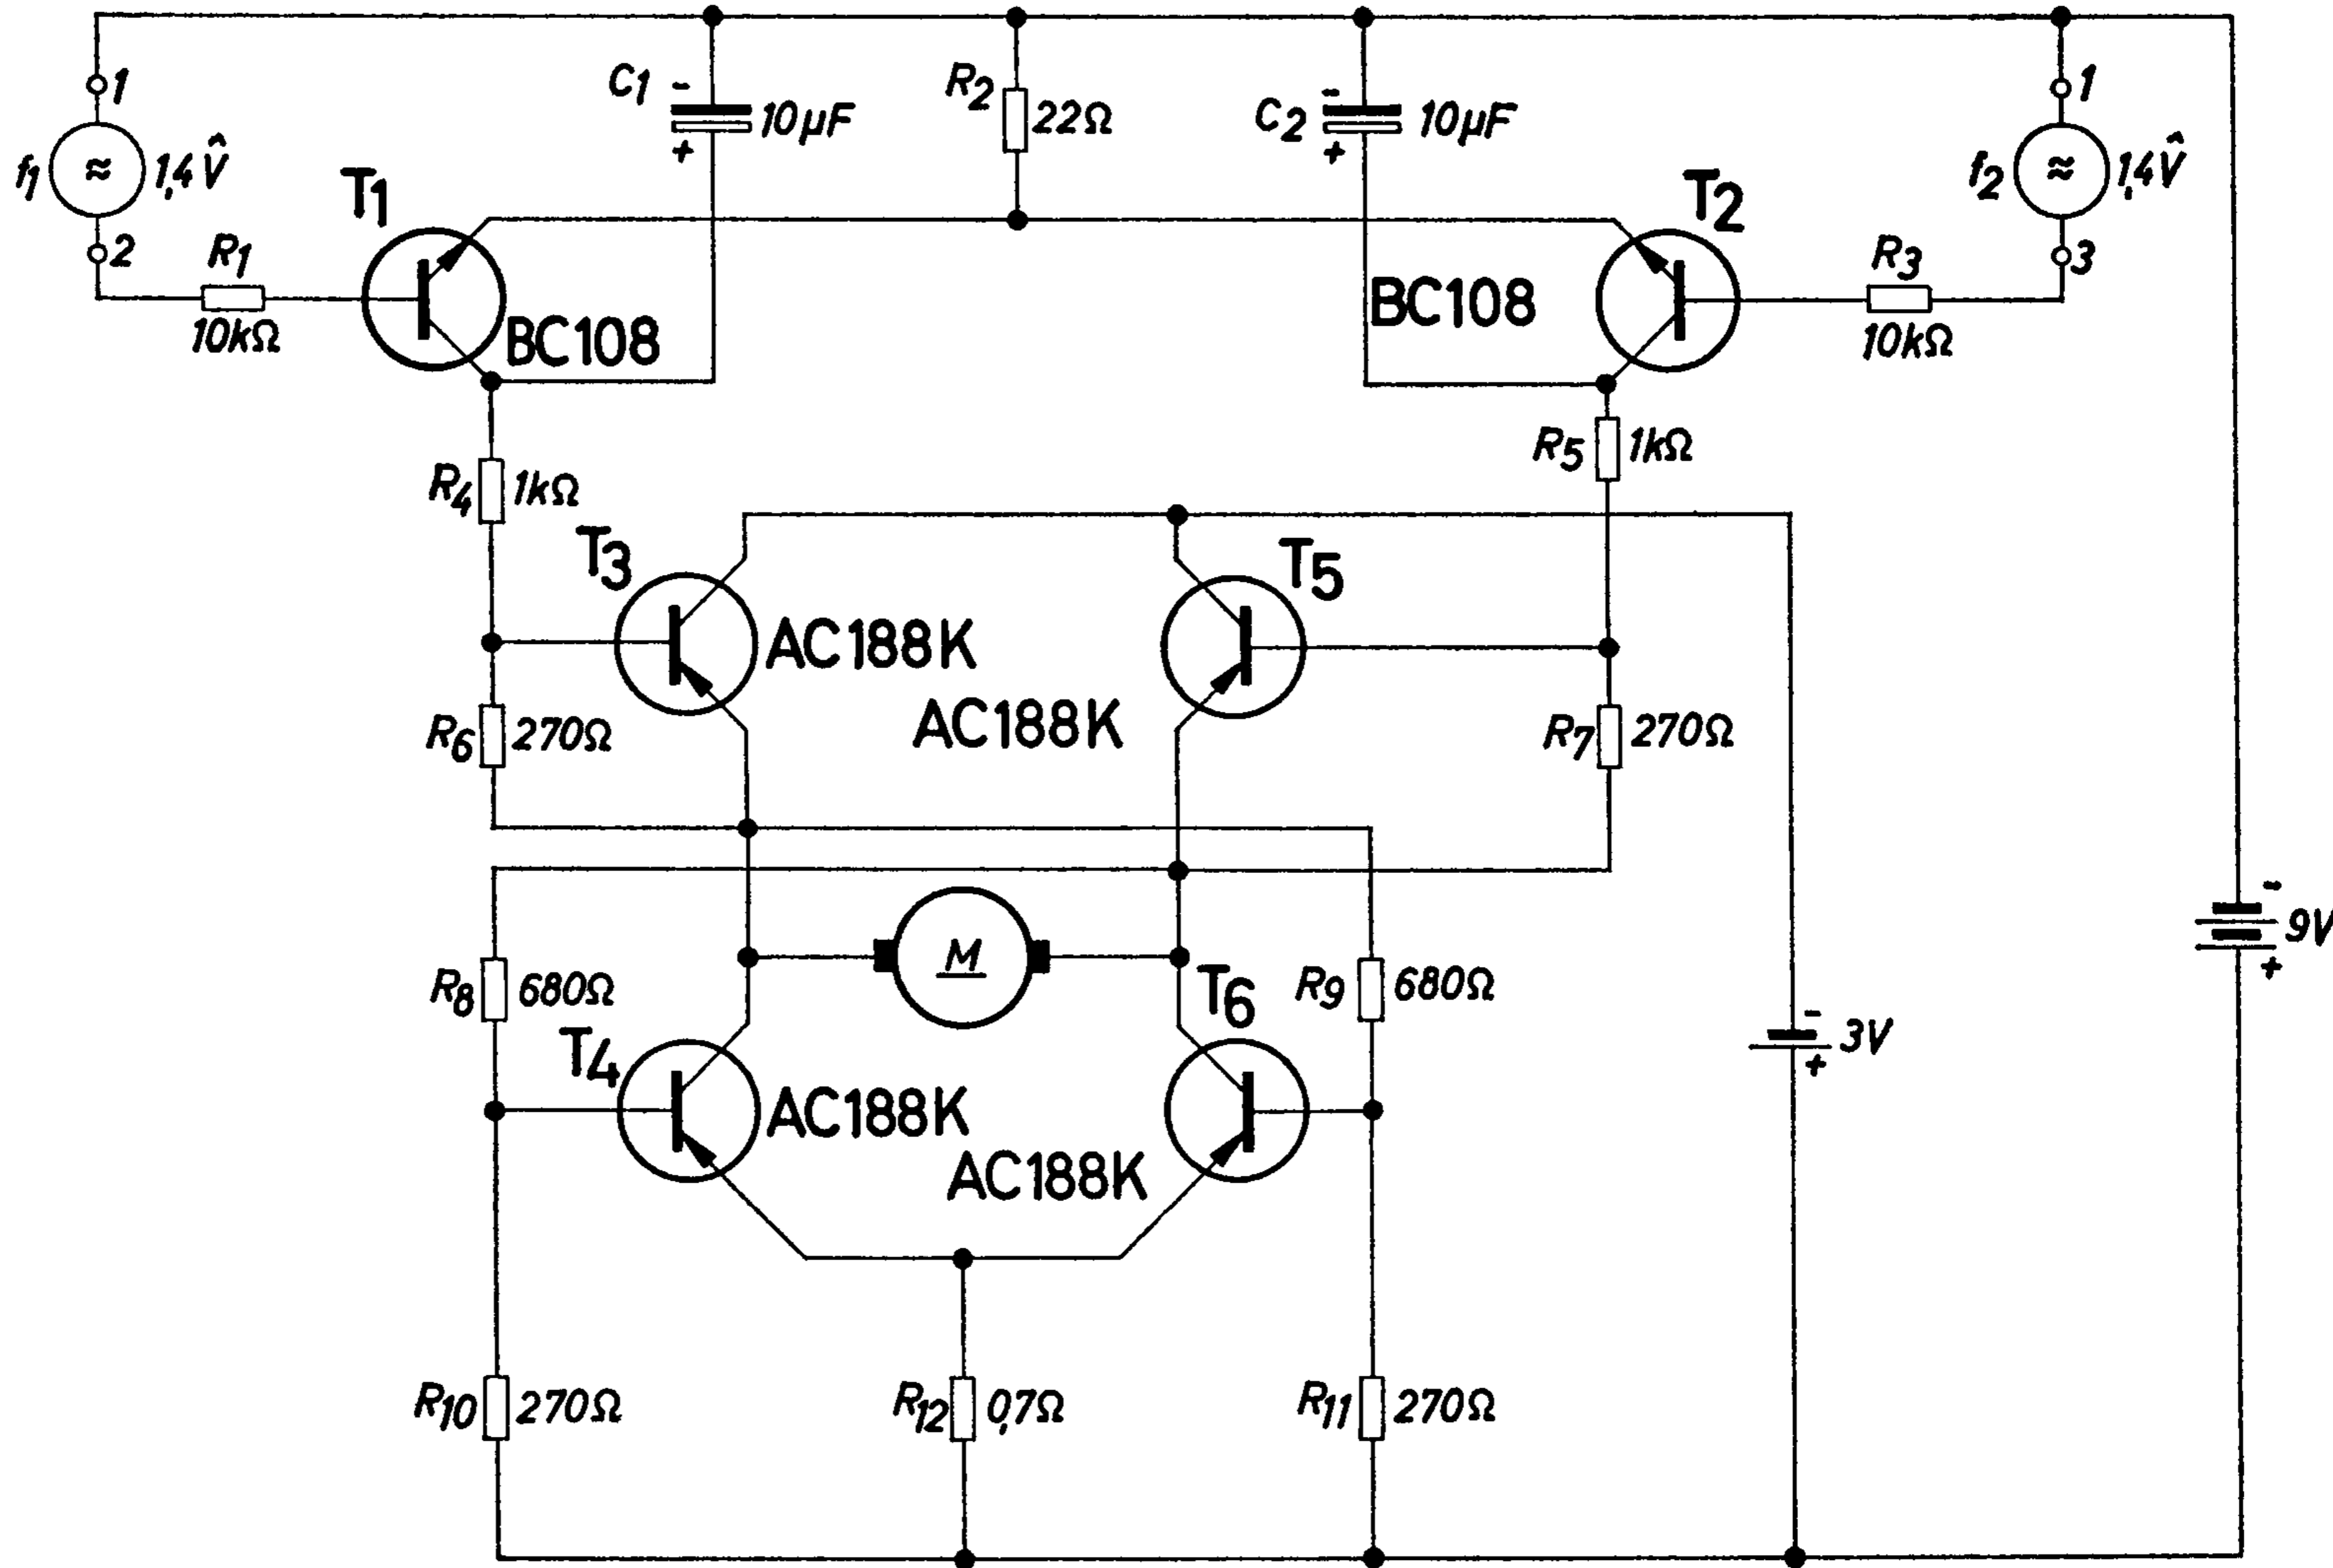 1
C1
-
10µF
+
R2
22Ω
C2
-
10µF
+
1
f1
≈
1,4V̂
T1
2
R1
10kΩ
BC108
T2
BC108
f2
≈
1,4V̂
3
R3
10kΩ
R4
1kΩ
R5
1kΩ
T3
AC188K
T5
AC188K
R6
270Ω
R7
270Ω
-
9V
+
R8
680Ω
M
T6
R9
680Ω
T4
AC188K
AC188K
-
3V
+
R10
270Ω
R12
0,7Ω
R11
270Ω